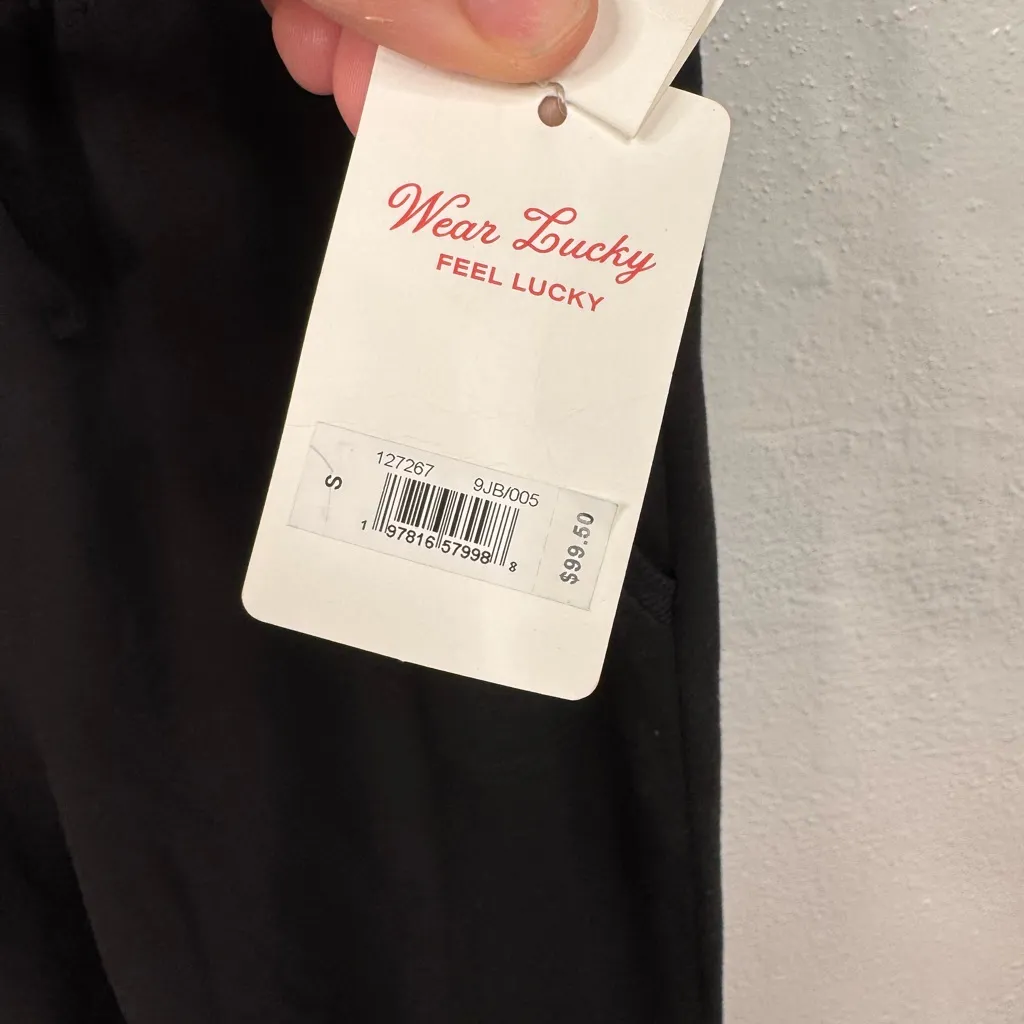 Wear Lucky
FEEL LUCKY
S
127267
9JB/005
1 97816 57998 8
$99.50